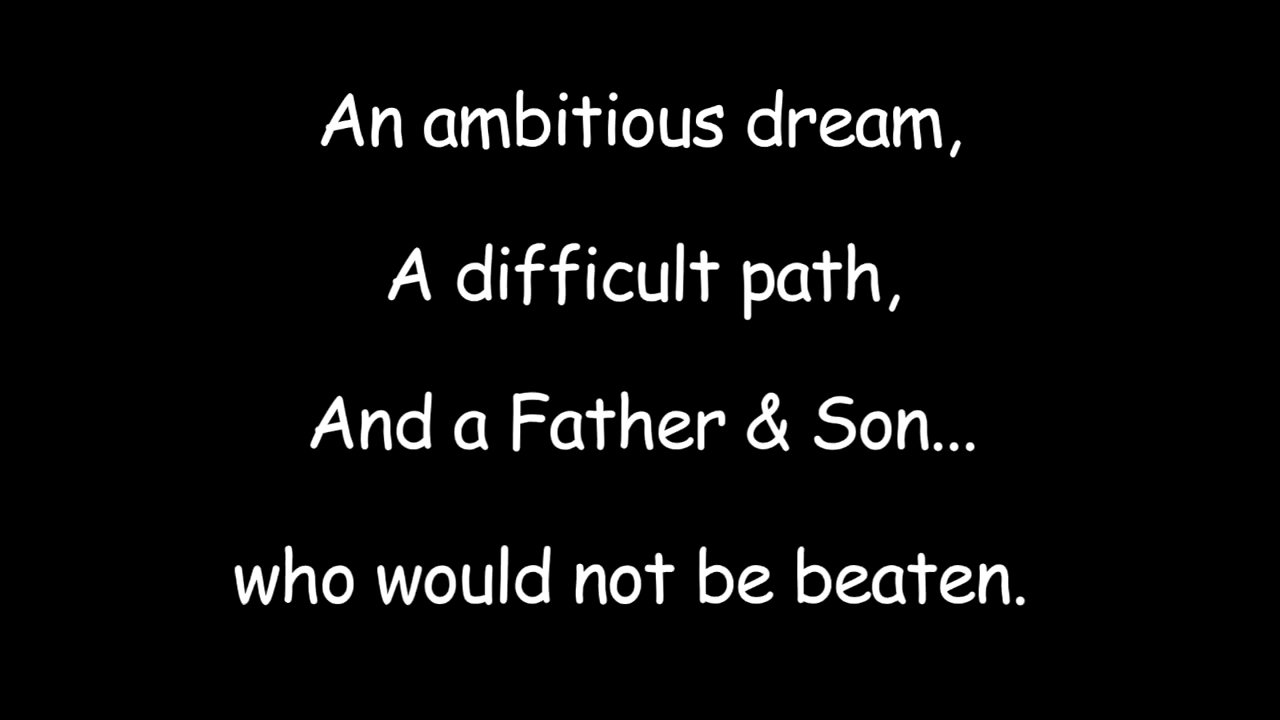 An ambitious dream,
A difficult path,
And a Father & Son...
who would not be beaten.